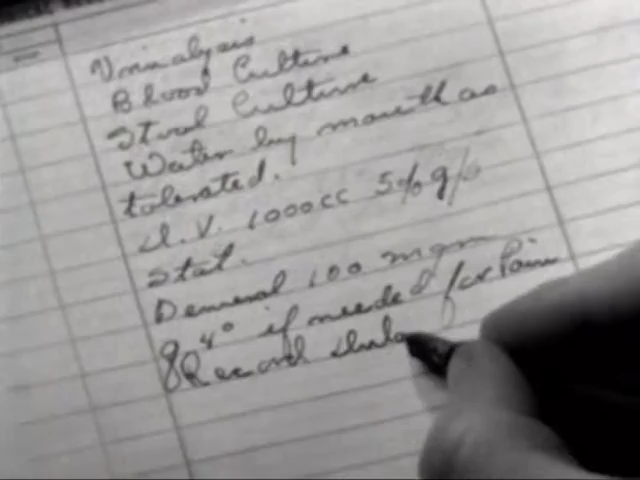 Urinalysis
Blood Culture
Stool Culture
Water by mouth as
tolerated.
I.V. 1000cc 5% g/
Stat.
Demerol 100 mgm
q 4° if needed for Pain
Record